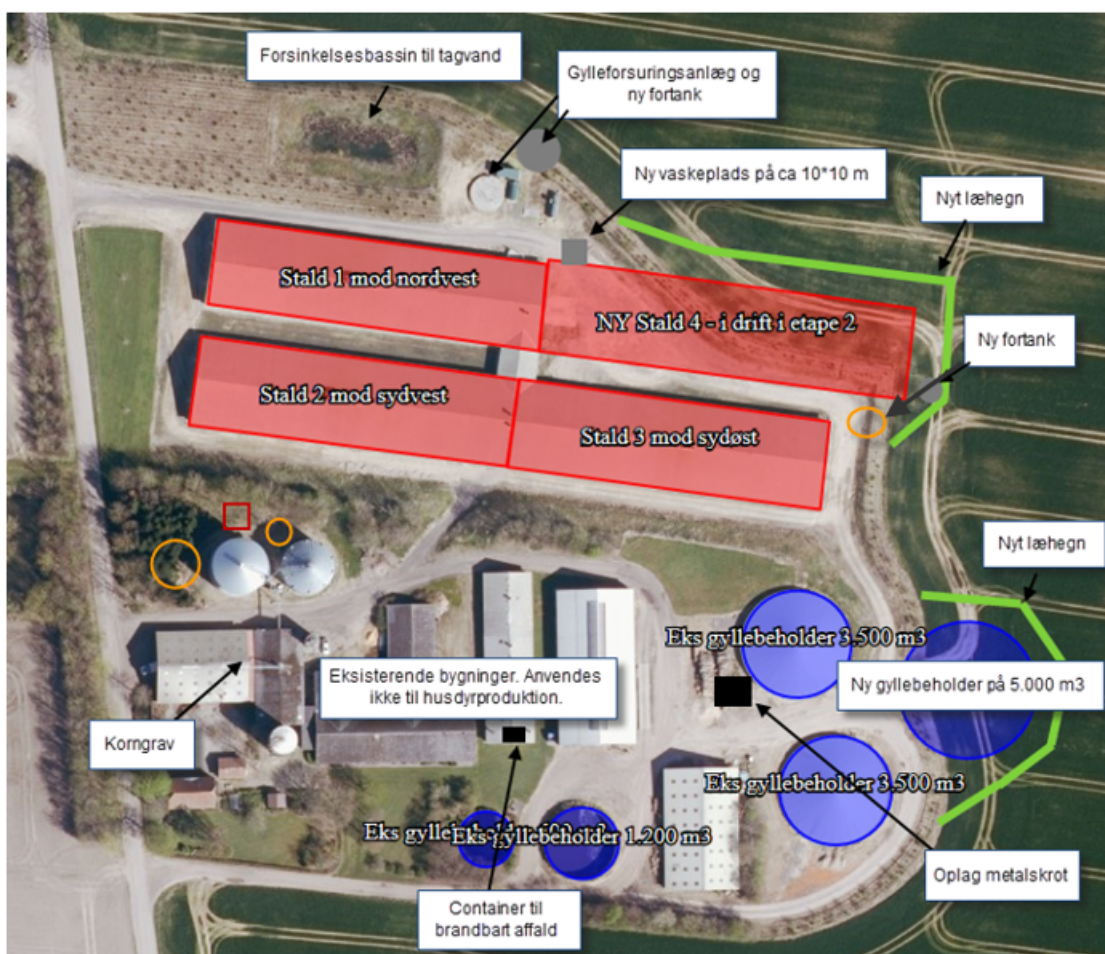 Forsinkelsesbassin til tagvand
Gylleforsuringsanlæg og
ny fortank
Ny vaskeplads på ca 10*10 m
Nyt læhegn
Stald 1 mod nordvest
NY Stald 4 - i drift i etape 2
Ny fortank
Stald 2 mod sydvest
Stald 3 mod sydøst
Nyt læhegn
Eks gyllebeholder 3.500 m3
Eksisterende bygninger. Anvendes
ikke til husdyrproduktion.
Ny gyllebeholder på 5.000 m3
Korngrav
Eks gyllebeholder 3.500 m3
Eks gyllebeholder
Eks gyllebeholder 1.200 m3
Oplag metalskrot
Container til
brandbart affald